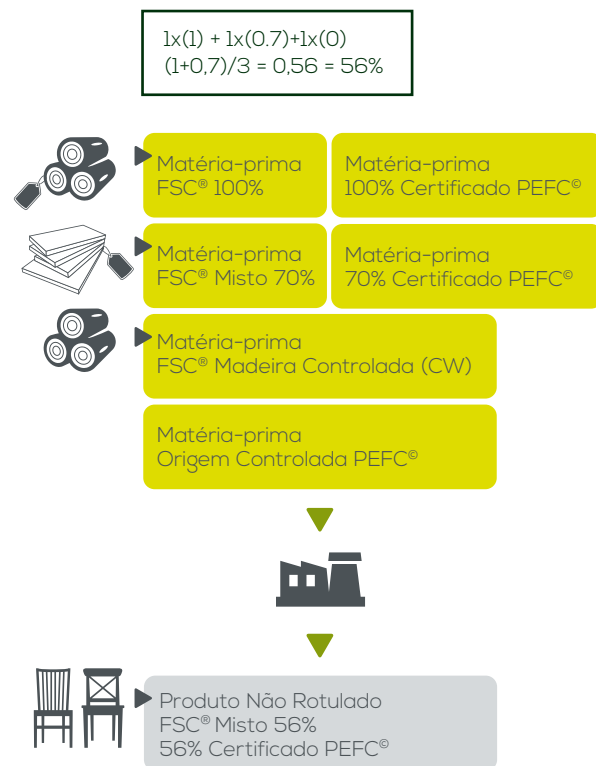 1x(1) + 1x(0.7)+1x(0)
(1+0,7)/3 = 0,56 = 56%
Matéria-prima
FSC® 100%
Matéria-prima
100% Certificado PEFC©
Matéria-prima
FSC® Misto 70%
Matéria-prima
70% Certificado PEFC©
Matéria-prima
FSC® Madeira Controlada (CW)
Matéria-prima
Origem Controlada PEFC©
Produto Não Rotulado
FSC® Misto 56%
56% Certificado PEFC©